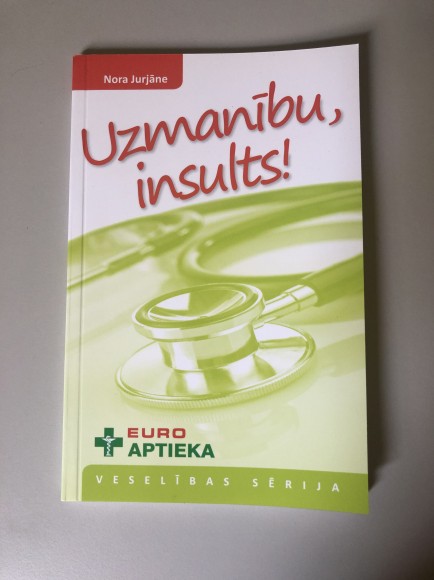 Nora Jurjāne
Uzmanību,
insults!
EURO
APTIEKA
VESELĪBAS SĒRIJA